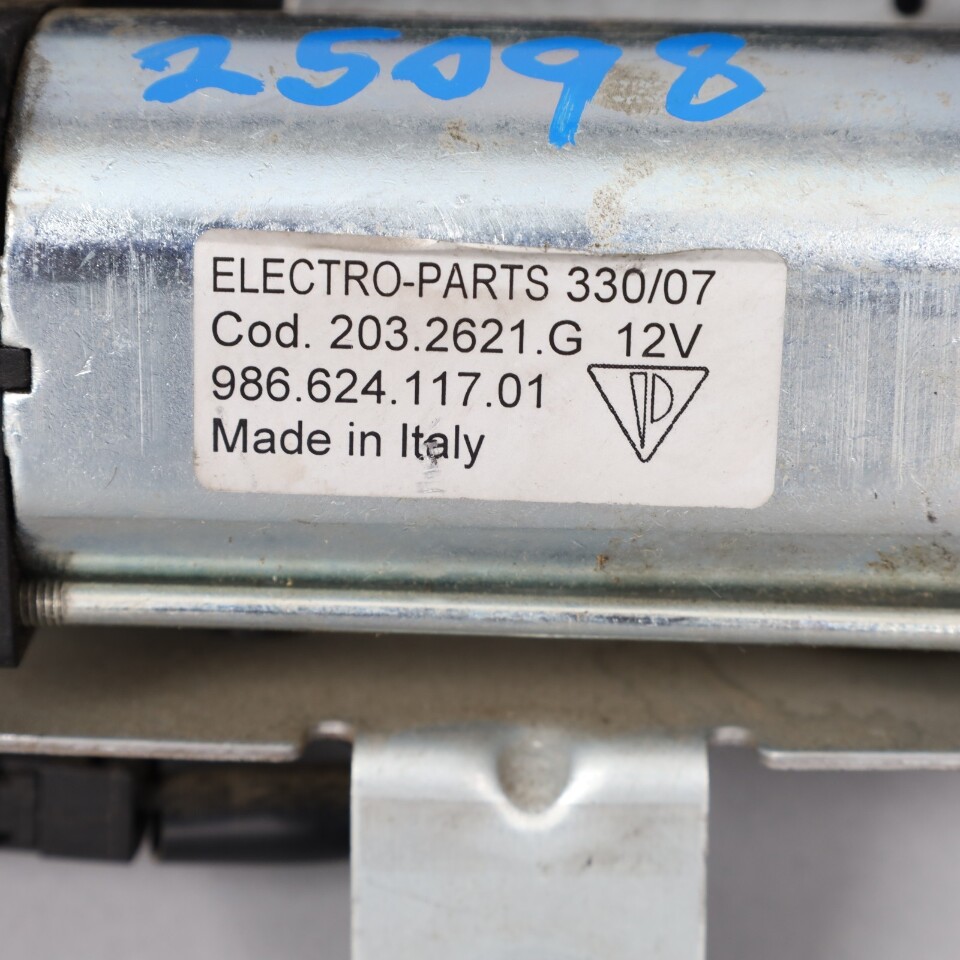 25098
ELECTRO-PARTS 330/07
Cod. 203.2621.G 12V
986.624.117.01
Made in Italy